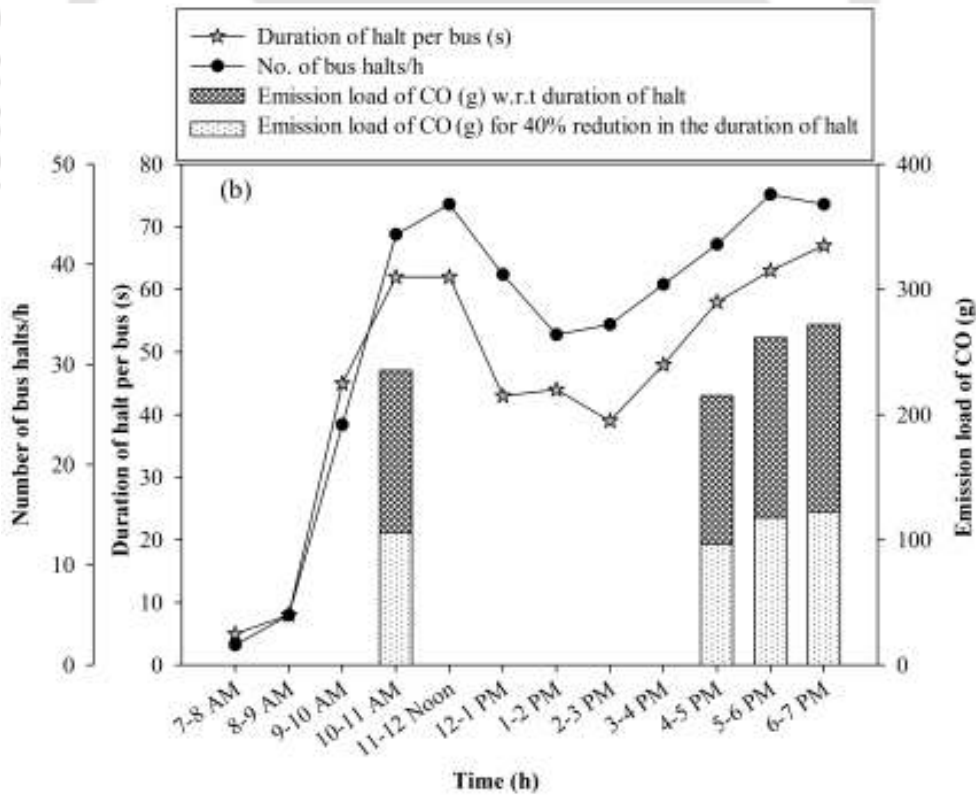 Duration of halt per bus (s)
No. of bus halts/h
Emission load of CO (g) w.r.t duration of halt
Emission load of CO (g) for 40% redution in the duration of halt
(b)
Number of bus halts/h
50
40
30
20
10
0
Duration of halt per bus (s)
80
70
60
50
40
30
20
10
0
Emission load of CO (g)
400
300
200
100
0
7-8 AM
8-9 AM
9-10 AM
10-11 AM
11-12 Noon
12-1 PM
1-2 PM
2-3 PM
3-4 PM
4-5 PM
5-6 PM
6-7 PM
Time (h)